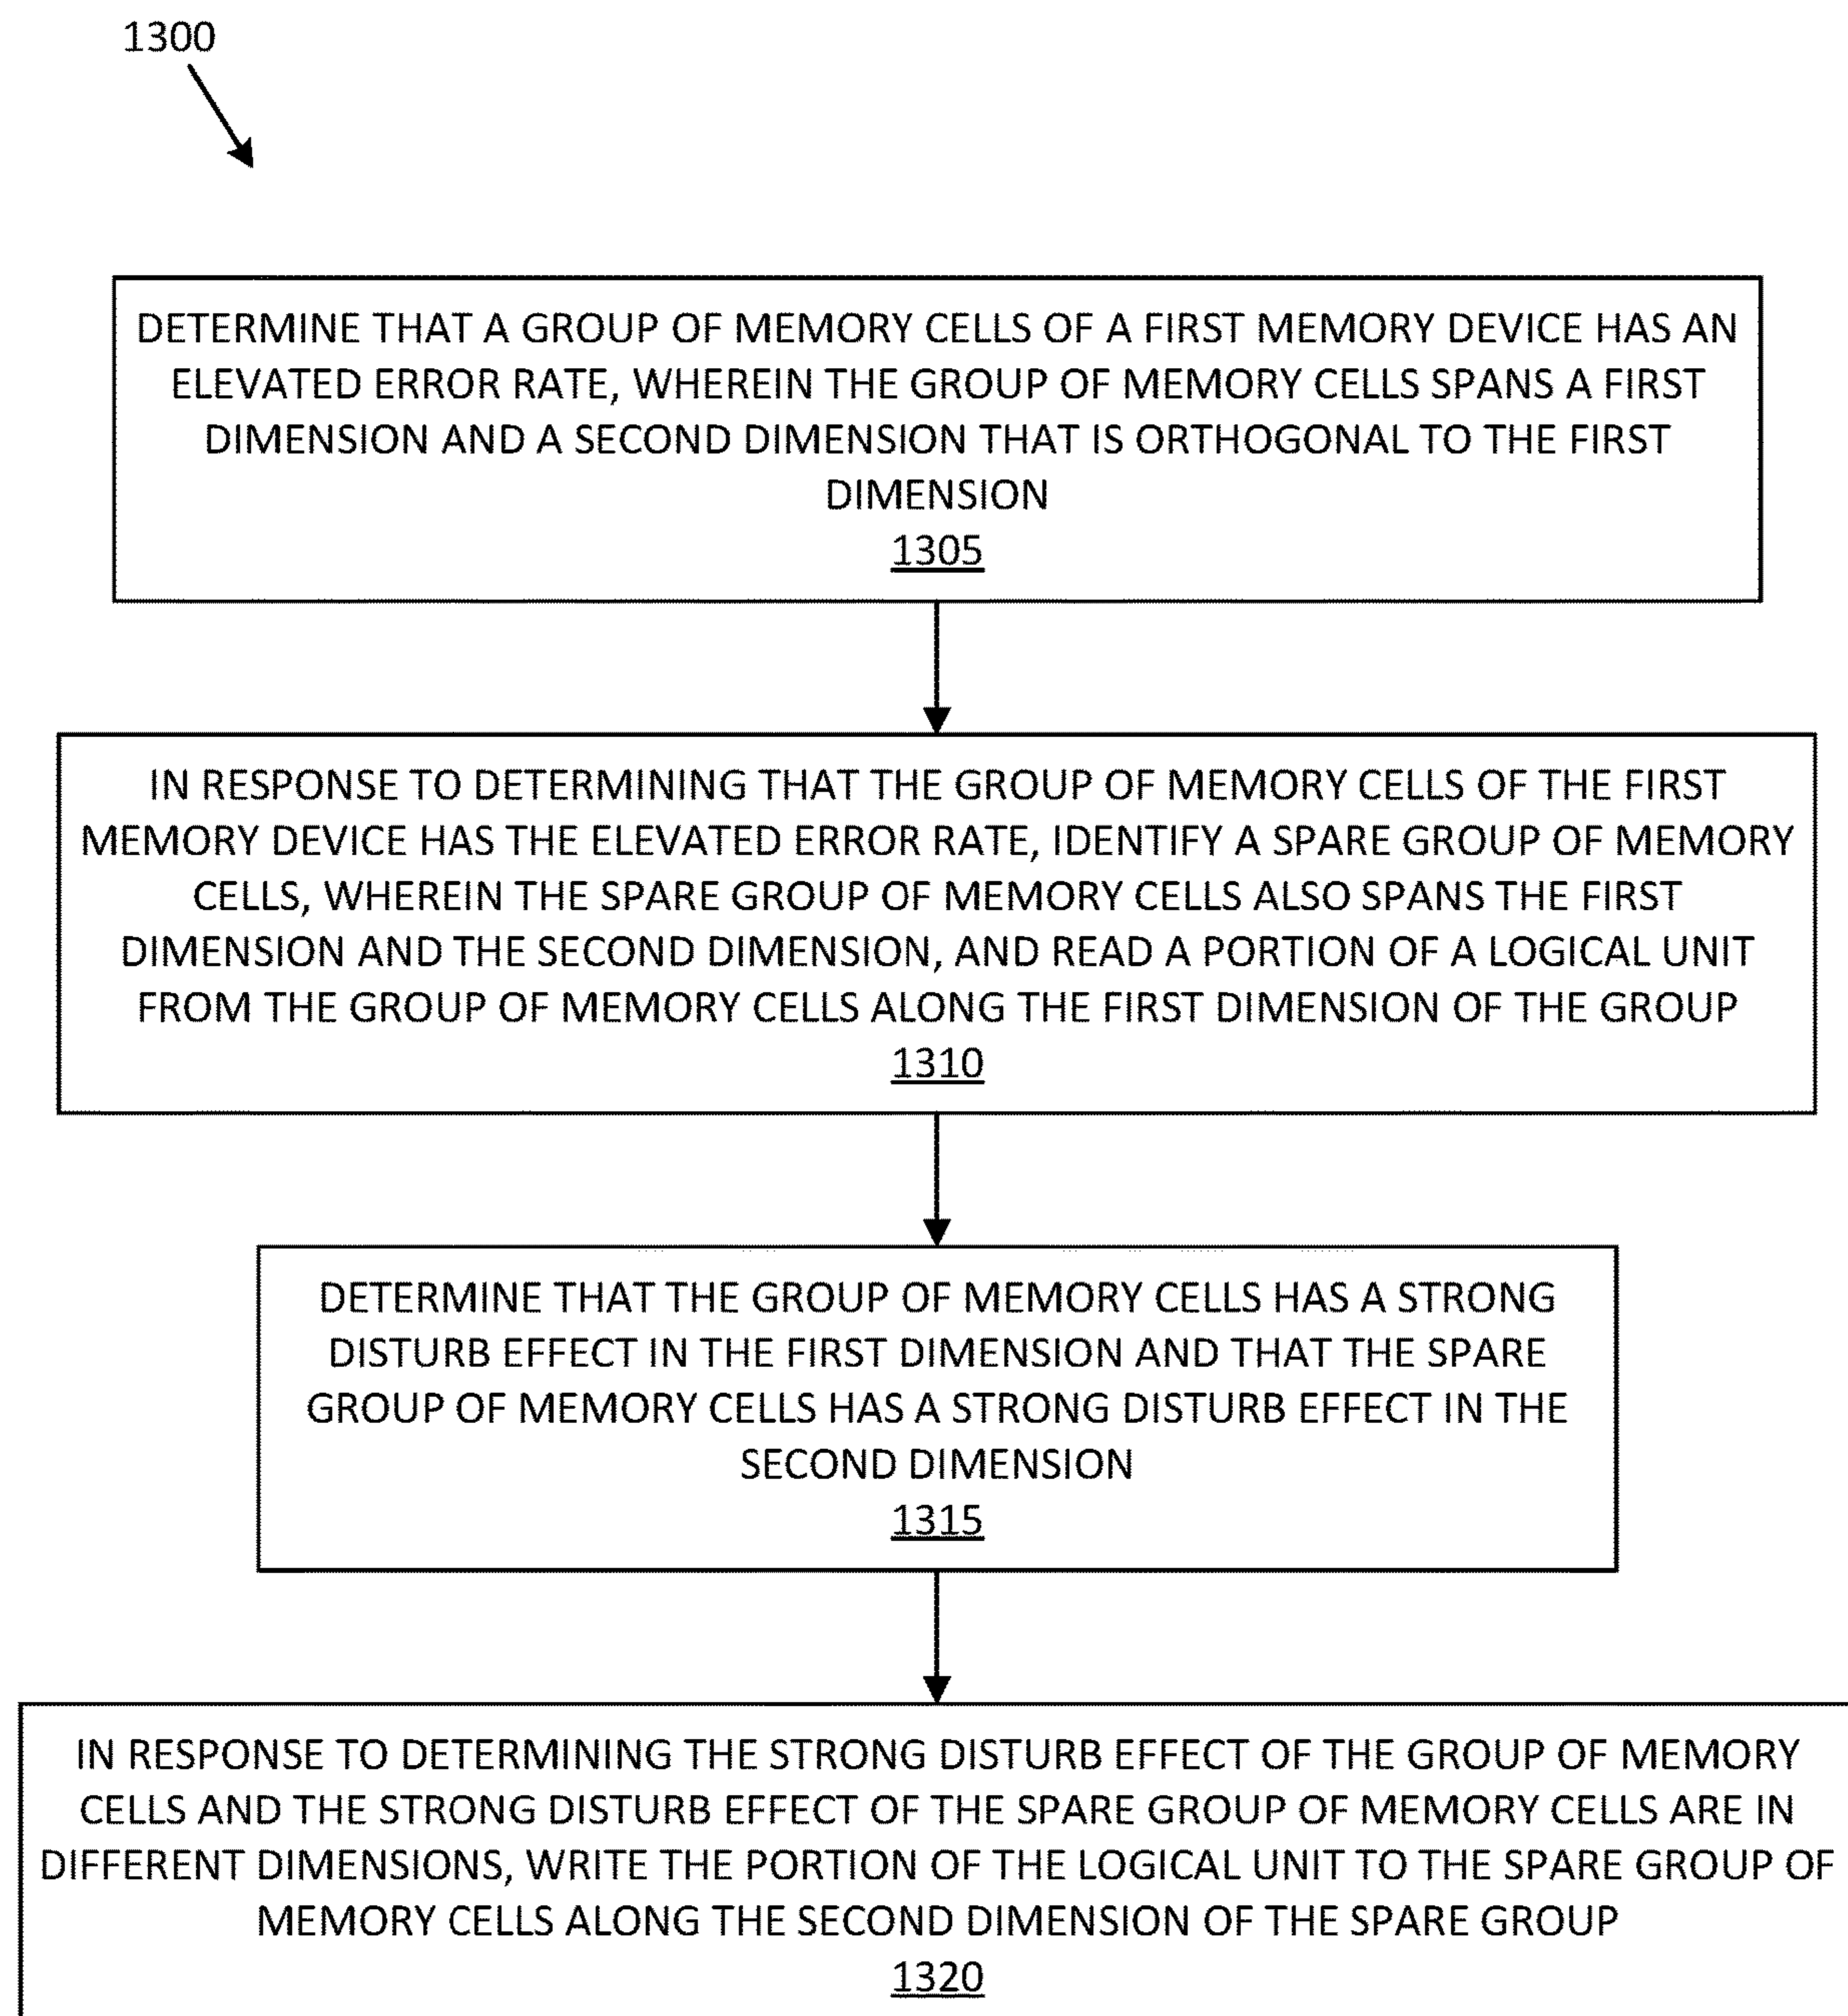 1300
DETERMINE THAT A GROUP OF MEMORY CELLS OF A FIRST MEMORY DEVICE HAS AN
ELEVATED ERROR RATE, WHEREIN THE GROUP OF MEMORY CELLS SPANS A FIRST
DIMENSION AND A SECOND DIMENSION THAT IS ORTHOGONAL TO THE FIRST
DIMENSION
1305
IN RESPONSE TO DETERMINING THAT THE GROUP OF MEMORY CELLS OF THE FIRST
MEMORY DEVICE HAS THE ELEVATED ERROR RATE, IDENTIFY A SPARE GROUP OF MEMORY
CELLS, WHEREIN THE SPARE GROUP OF MEMORY CELLS ALSO SPANS THE FIRST
DIMENSION AND THE SECOND DIMENSION, AND READ A PORTION OF A LOGICAL UNIT
FROM THE GROUP OF MEMORY CELLS ALONG THE FIRST DIMENSION OF THE GROUP
1310
DETERMINE THAT THE GROUP OF MEMORY CELLS HAS A STRONG
DISTURB EFFECT IN THE FIRST DIMENSION AND THAT THE SPARE
GROUP OF MEMORY CELLS HAS A STRONG DISTURB EFFECT IN THE
SECOND DIMENSION
1315
IN RESPONSE TO DETERMINING THE STRONG DISTURB EFFECT OF THE GROUP OF MEMORY
CELLS AND THE STRONG DISTURB EFFECT OF THE SPARE GROUP OF MEMORY CELLS ARE IN
DIFFERENT DIMENSIONS, WRITE THE PORTION OF THE LOGICAL UNIT TO THE SPARE GROUP OF
MEMORY CELLS ALONG THE SECOND DIMENSION OF THE SPARE GROUP
1320